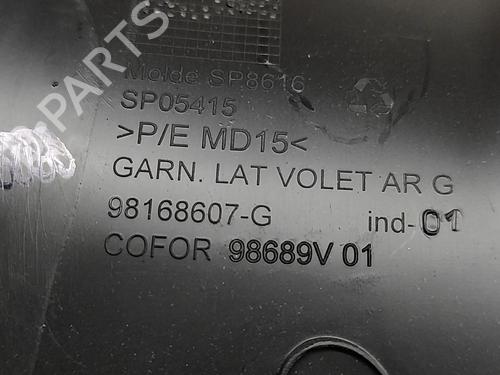 PARTS
Molde SP8616
SP05415
>P/E MD15<
GARN. LAT VOLET AR G
98168607-G ind-01
COFOR 98689V 01